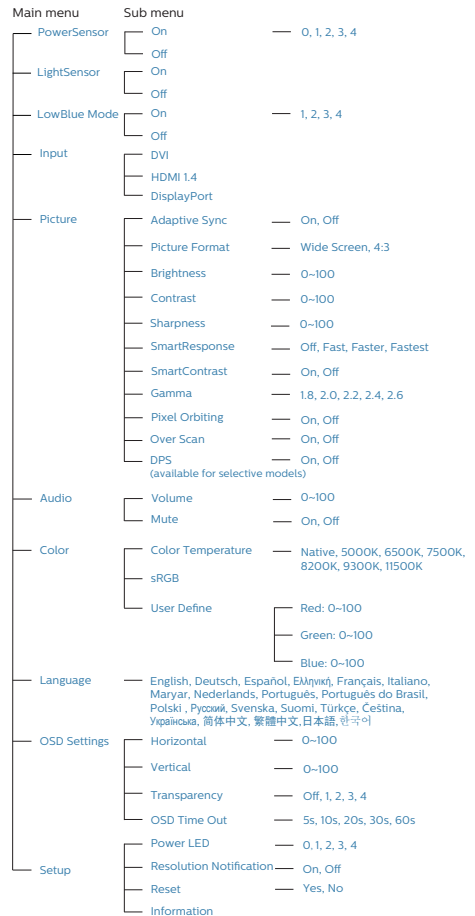 Main menu Sub menu
PowerSensor On 0, 1, 2, 3, 4
Off
LightSensor On
Off
LowBlue Mode On 1, 2, 3, 4
Off
Input DVI
HDMI 1.4
DisplayPort
Picture Adaptive Sync On, Off
Picture Format Wide Screen, 4:3
Brightness 0~100
Contrast 0~100
Sharpness 0~100
SmartResponse Off, Fast, Faster, Fastest
SmartContrast On, Off
Gamma 1.8, 2.0, 2.2, 2.4, 2.6
Pixel Orbiting On, Off
Over Scan On, Off
DPS On, Off
(available for selective models)
Audio Volume 0~100
Mute On, Off
Color Color Temperature Native, 5000K, 6500K, 7500K,
8200K, 9300K, 11500K
sRGB
User Define Red: 0~100
Green: 0~100
Blue: 0~100
Language English, Deutsch, Español, Ελληνική, Français, Italiano,
Maryar, Nederlands, Português, Português do Brasil,
Polski , Русский, Svenska, Suomi, Türkçe, Čeština,
Українська, 简体中文, 繁體中文,日本語,한국어
OSD Settings Horizontal 0~100
Vertical 0~100
Transparency Off, 1, 2, 3, 4
OSD Time Out 5s, 10s, 20s, 30s, 60s
Power LED 0, 1, 2, 3, 4
Setup Resolution Notification On, Off
Reset Yes, No
Information